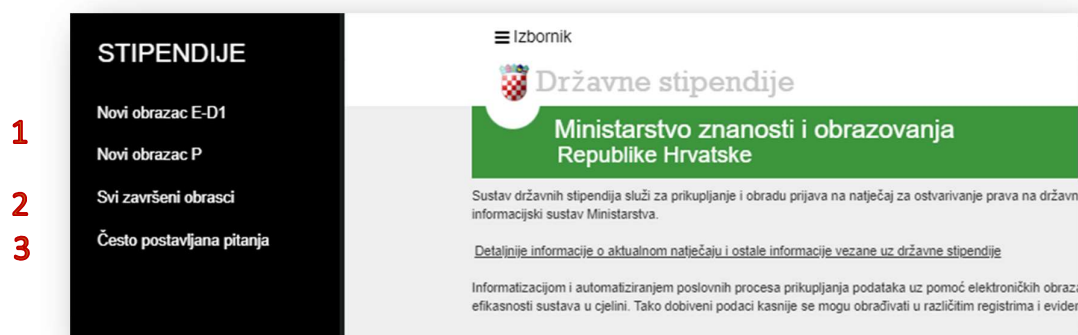 STIPENDIJE
1
Novi obrazac E-D1
Novi obrazac P
2
Svi završeni obrasci
3
Često postavljana pitanja
Izbornik
Državne stipendije
Ministarstvo znanosti i obrazovanja
Republike Hrvatske
Sustav državnih stipendija služi za prikupljanje i obradu prijava na natječaj za ostvarivanje prava na državn
informacijski sustav Ministarstva.
Detaljnije informacije o aktualnom natječaju i ostale informacije vezane uz državne stipendije
Informatizacijom i automatiziranjem poslovnih procesa prikupljanja podataka uz pomoć elektroničkih obraz
efikasnosti sustava u cjelini. Tako dobiveni podaci kasnije se mogu obrađivati u različitim registrima i eviden